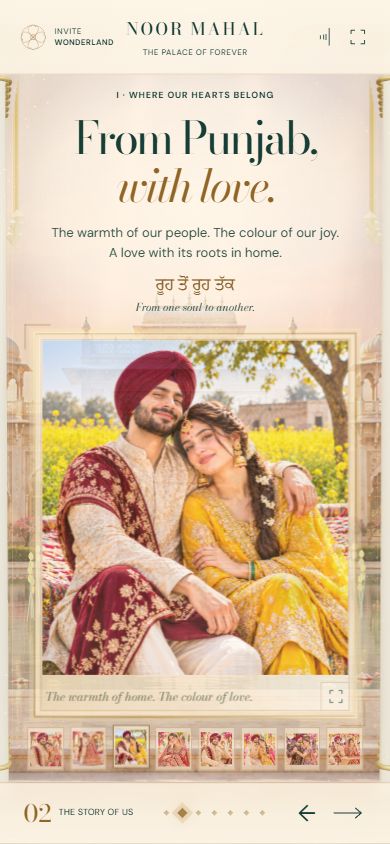 INVITE
WONDERLAND
NOOR MAHAL
THE PALACE OF FOREVER
I · WHERE OUR HEARTS BELONG
From Punjab,
with love.
The warmth of our people. The colour of our joy.
A love with its roots in home.
ਰੂਹ ਤੋਂ ਰੂਹ ਤੱਕ
From one soul to another.
The warmth of home. The colour of love.
02 THE STORY OF US